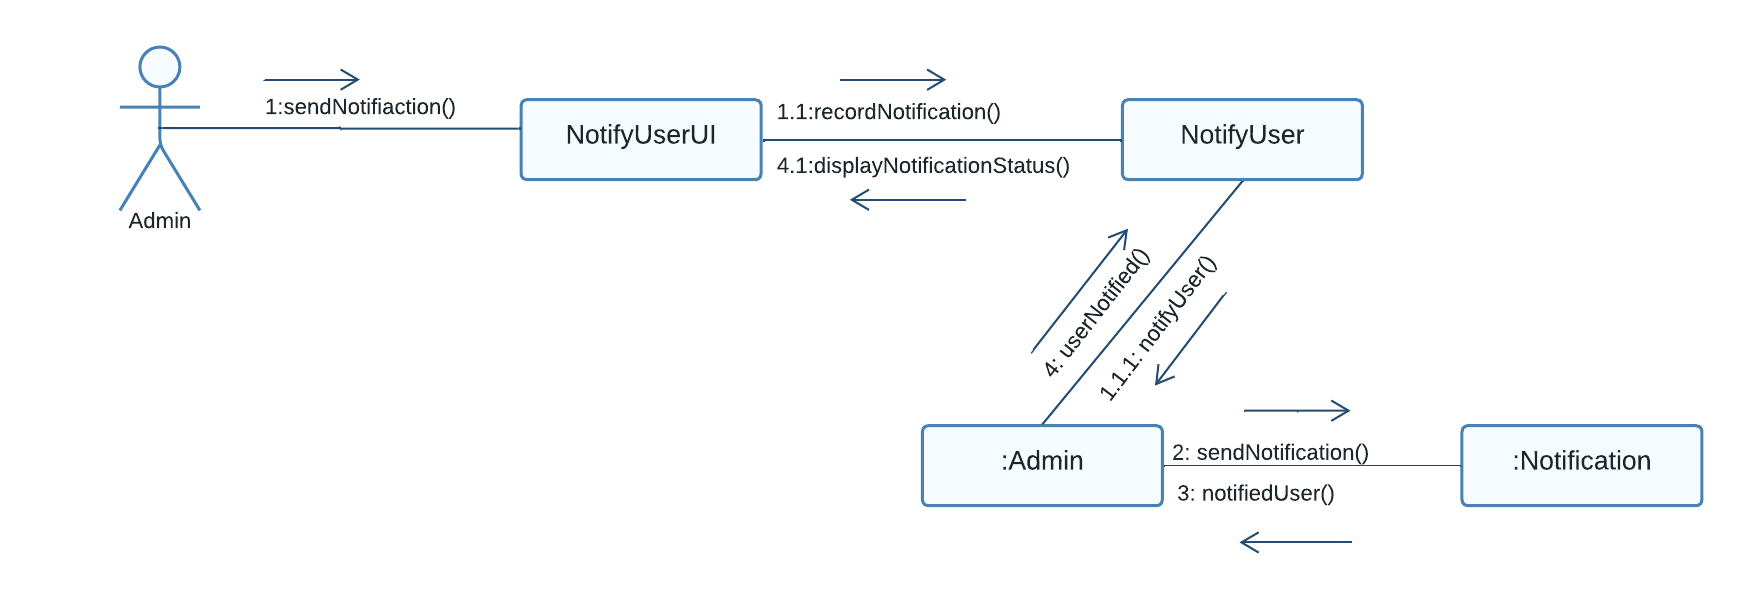 1:sendNotifiaction()
Admin
NotifyUserUI
1.1:recordNotification()
4.1:displayNotificationStatus()
NotifyUser
4: userNotified()
1.1.1: notifyUser()
:Admin
2: sendNotification()
3: notifiedUser()
:Notification